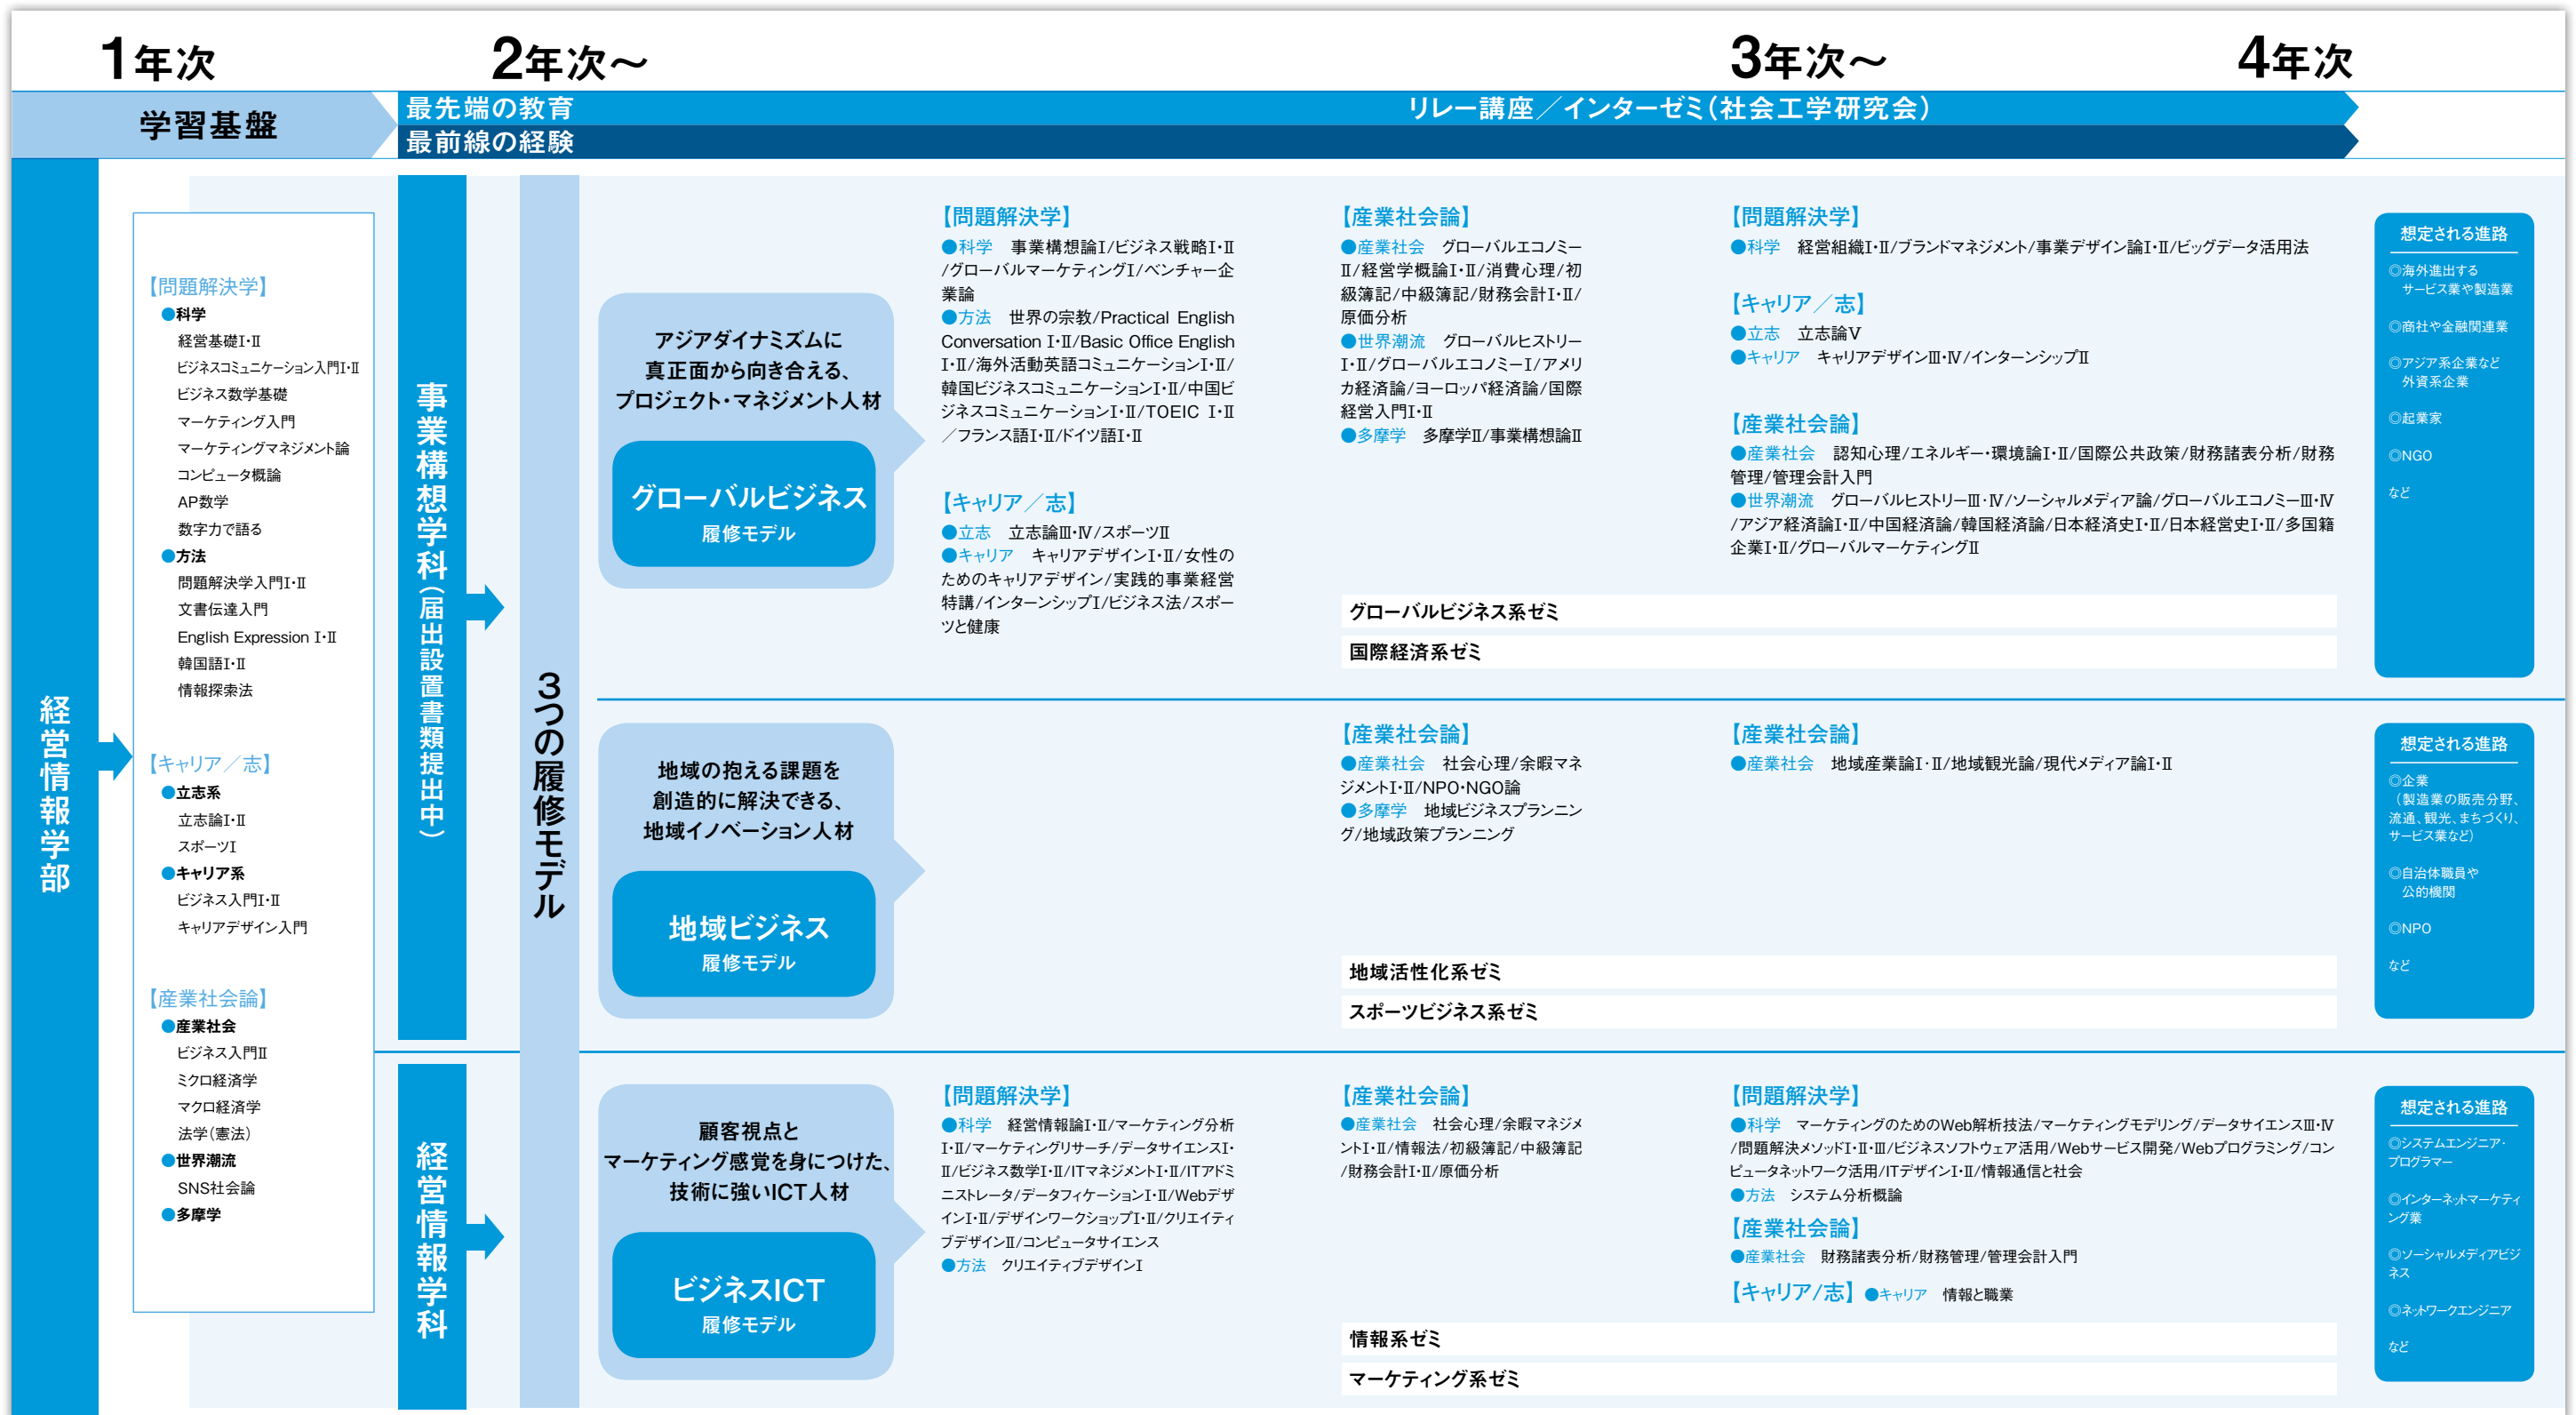 1年次
2年次～
3年次～
4年次
学習基盤
最先端の教育
リレー講座／インターゼミ（社会工学研究会）
最前線の経験
経営情報学部
【問題解決学】
●科学
経営基礎Ⅰ・Ⅱ
ビジネスコミュニケーション入門Ⅰ・Ⅱ
ビジネス数学基礎
マーケティング入門
マーケティングマネジメント論
コンピュータ概論
AP数学
数字力で語る
●方法
問題解決学入門Ⅰ・Ⅱ
文書伝達入門
English Expression Ⅰ・Ⅱ
韓国語Ⅰ・Ⅱ
情報探索法
【キャリア／志】
●立志系
立志論Ⅰ・Ⅱ
スポーツⅠ
●キャリア系
ビジネス入門Ⅰ・Ⅱ
キャリアデザイン入門
【産業社会論】
●産業社会
ビジネス入門Ⅱ
ミクロ経済学
マクロ経済学
法学（憲法）
●世界潮流
SNS社会論
●多摩学
事業構想学科（届出設置書類提出中）
経営情報学科
3つの履修モデル
アジアダイナミズムに
真正面から向き合える、
プロジェクト・マネジメント人材
グローバルビジネス
履修モデル
【問題解決学】
●科学　事業構想論Ⅰ/ビジネス戦略Ⅰ・Ⅱ
/グローバルマーケティングⅠ/ベンチャー企
業論
●方法　世界の宗教/Practical English
Conversation Ⅰ・Ⅱ/Basic Office English
Ⅰ・Ⅱ/海外活動英語コミュニケーションⅠ・Ⅱ/
韓国ビジネスコミュニケーションⅠ・Ⅱ/中国ビ
ジネスコミュニケーションⅠ・Ⅱ/TOEIC Ⅰ・Ⅱ
／フランス語Ⅰ・Ⅱ/ドイツ語Ⅰ・Ⅱ
【キャリア／志】
●立志　立志論Ⅲ・Ⅳ/スポーツⅡ
●キャリア　キャリアデザインⅠ・Ⅱ/女性の
ためのキャリアデザイン/実践的事業経営
特講/インターンシップⅠ/ビジネス法/スポー
ツと健康
【産業社会論】
●産業社会　グローバルエコノミー
Ⅱ/経営学概論Ⅰ・Ⅱ/消費心理/初
級簿記/中級簿記/財務会計Ⅰ・Ⅱ/
原価分析
●世界潮流　グローバルヒストリー
Ⅰ・Ⅱ/グローバルエコノミーⅠ/アメリ
カ経済論/ヨーロッパ経済論/国際
経営入門Ⅰ・Ⅱ
●多摩学　多摩学Ⅱ/事業構想論Ⅱ
【問題解決学】
●科学　経営組織Ⅰ・Ⅱ/ブランドマネジメント/事業デザイン論Ⅰ・Ⅱ/ビッグデータ活用法
【キャリア／志】
●立志　立志論Ⅴ
●キャリア　キャリアデザインⅢ・Ⅳ/インターンシップⅡ
【産業社会論】
●産業社会　認知心理/エネルギー・環境論Ⅰ・Ⅱ/国際公共政策/財務諸表分析/財務
管理/管理会計入門
●世界潮流　グローバルヒストリーⅢ・Ⅳ/ソーシャルメディア論/グローバルエコノミーⅢ・Ⅳ
/アジア経済論Ⅰ・Ⅱ/中国経済論/韓国経済論/日本経済史Ⅰ・Ⅱ/日本経営史Ⅰ・Ⅱ/多国籍
企業Ⅰ・Ⅱ/グローバルマーケティングⅡ
グローバルビジネス系ゼミ
国際経済系ゼミ
想定される進路
◎海外進出する
サービス業や製造業
◎商社や金融関連業
◎アジア系企業など
外資系企業
◎起業家
◎NGO
など
地域の抱える課題を
創造的に解決できる、
地域イノベーション人材
地域ビジネス
履修モデル
【産業社会論】
●産業社会　社会心理/余暇マネ
ジメントⅠ・Ⅱ/NPO・NGO論
●多摩学　地域ビジネスプランニン
グ/地域政策プランニング
【産業社会論】
●産業社会　地域産業論Ⅰ・Ⅱ/地域観光論/現代メディア論Ⅰ・Ⅱ
地域活性化系ゼミ
スポーツビジネス系ゼミ
想定される進路
◎企業
（製造業の販売分野、
流通、観光、まちづくり、
サービス業など）
◎自治体職員や
公的機関
◎NPO
など
顧客視点と
マーケティング感覚を身につけた、
技術に強いICT人材
ビジネスICT
履修モデル
【問題解決学】
●科学　経営情報論Ⅰ・Ⅱ/マーケティング分析
Ⅰ・Ⅱ/マーケティングリサーチ/データサイエンスⅠ・
Ⅱ/ビジネス数学Ⅰ・Ⅱ/ITマネジメントⅠ・Ⅱ/ITアドミ
ニストレータ/データフィケーションⅠ・Ⅱ/Webデザ
インⅠ・Ⅱ/デザインワークショップⅠ・Ⅱ/クリエイティ
ブデザインⅡ/コンピュータサイエンス
●方法　クリエイティブデザインⅠ
【産業社会論】
●産業社会　社会心理/余暇マネジメ
ントⅠ・Ⅱ/情報法/初級簿記/中級簿記
/財務会計Ⅰ・Ⅱ/原価分析
【問題解決学】
●科学　マーケティングのためのWeb解析技法/マーケティングモデリング/データサイエンスⅢ・Ⅳ
/問題解決メソッドⅠ・Ⅱ・Ⅲ/ビジネスソフトウェア活用/Webサービス開発/Webプログラミング/コン
ピュータネットワーク活用/ITデザインⅠ・Ⅱ/情報通信と社会
●方法　システム分析概論
【産業社会論】
●産業社会　財務諸表分析/財務管理/管理会計入門
【キャリア/志】●キャリア　情報と職業
情報系ゼミ
マーケティング系ゼミ
想定される進路
◎システムエンジニア・
プログラマー
◎インターネットマーケティ
ング業
◎ソーシャルメディアビジ
ネス
◎ネットワークエンジニア
など